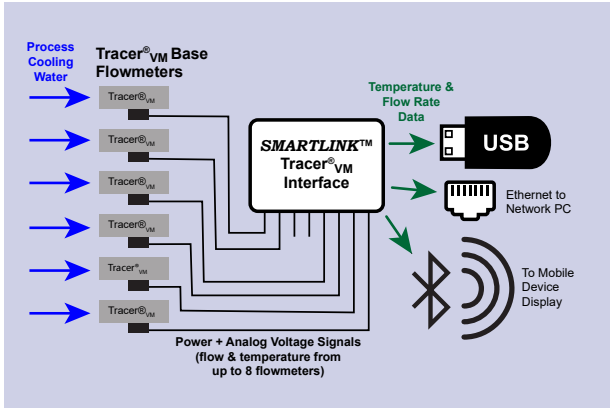 Process
Cooling
Water
Tracer®VM Base
Flowmeters
Tracer®VM
Tracer®VM
Tracer®VM
Tracer®VM
Tracer®VM
Tracer®VM
SMARTLINK™
Tracer®VM
Interface
Temperature &
Flow Rate
Data
USB
Ethernet to
Network PC
To Mobile
Device
Display
Power + Analog Voltage Signals
(flow & temperature from
up to 8 flowmeters)